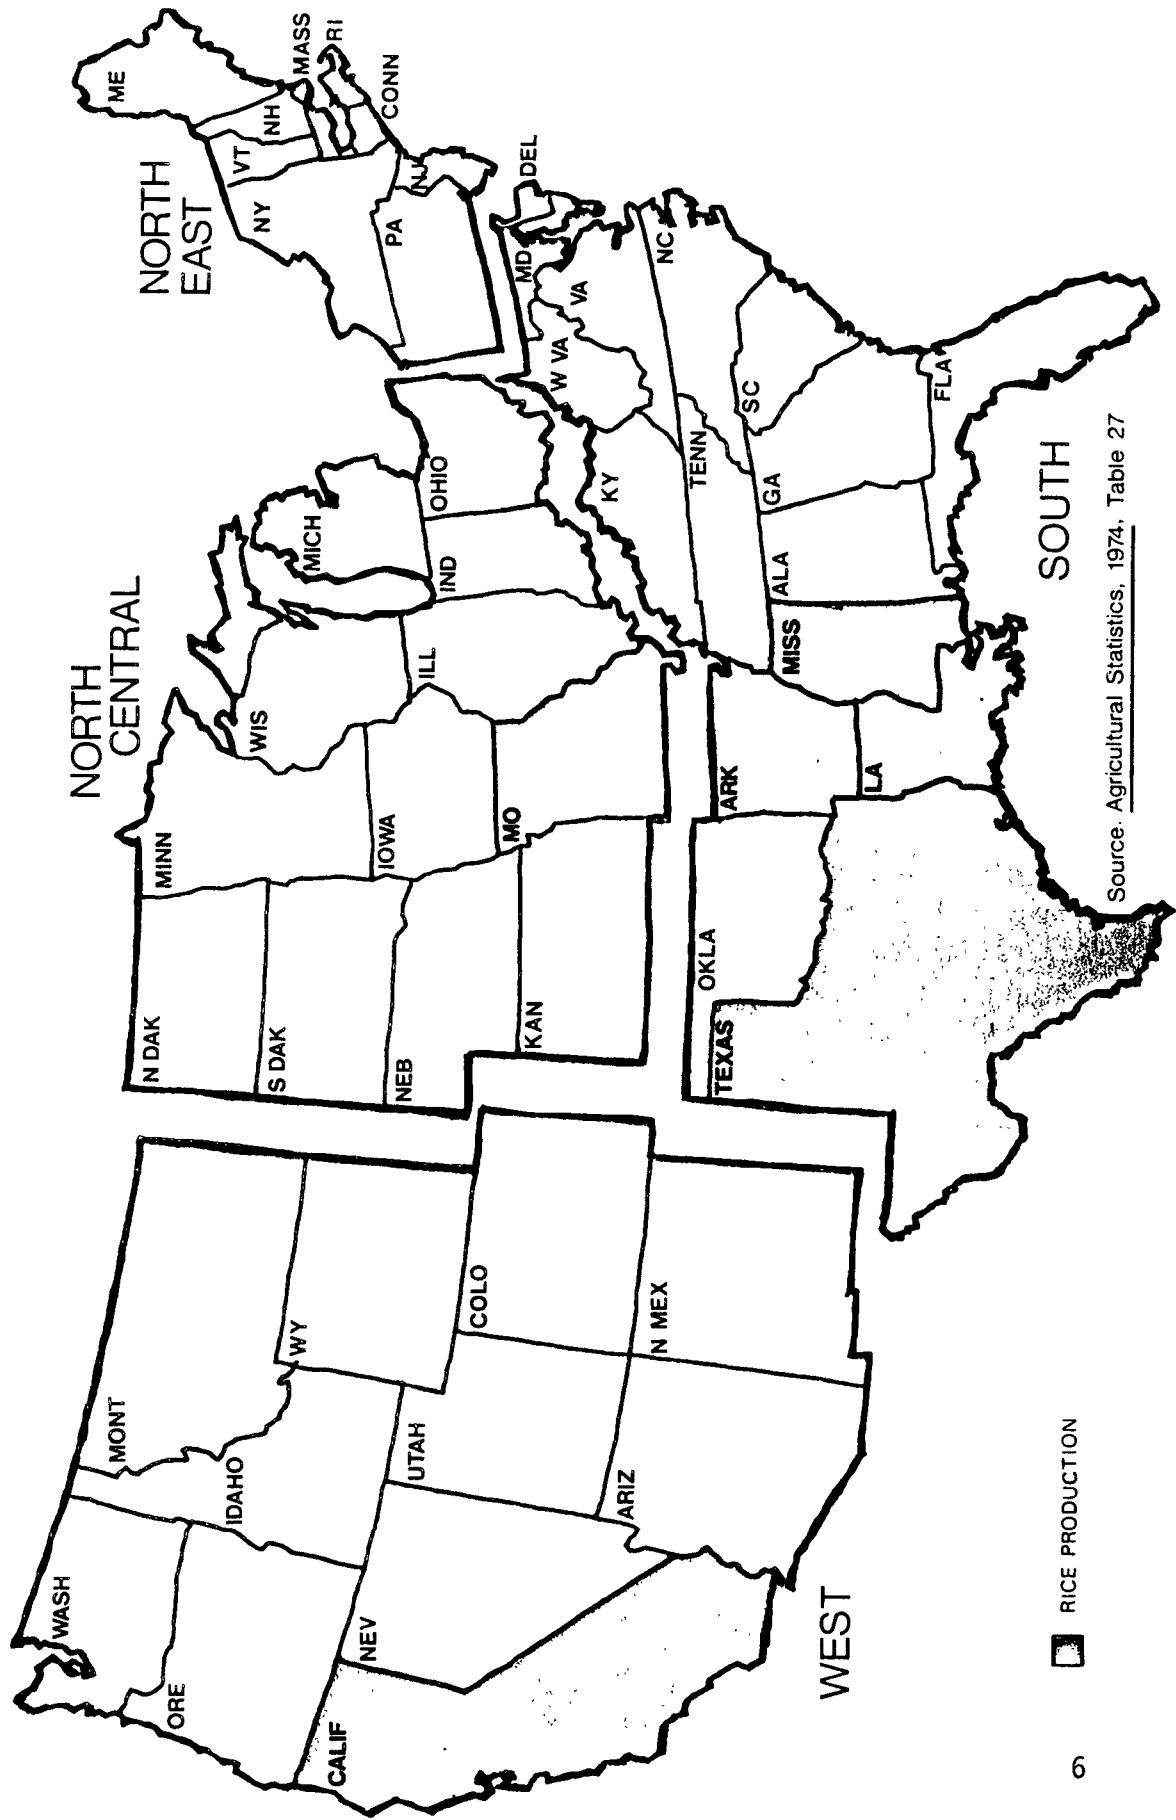 WEST
WASH
ORE
CALIF
NEV
IDAHO
MONT
WY
UTAH
COLO
ARIZ
N MEX
NORTH
CENTRAL
N DAK
S DAK
NEB
KAN
MINN
IOWA
MO
WIS
ILL
MICH
IND
OHIO
NORTH
EAST
ME
VT
NH
MASS
RI
CONN
NY
PA
NJ
SOUTH
DEL
MD
VA
W VA
NC
SC
KY
TENN
GA
FLA
ALA
MISS
ARK
LA
OKLA
TEXAS
RICE PRODUCTION
Source. Agricultural Statistics, 1974, Table 27
6